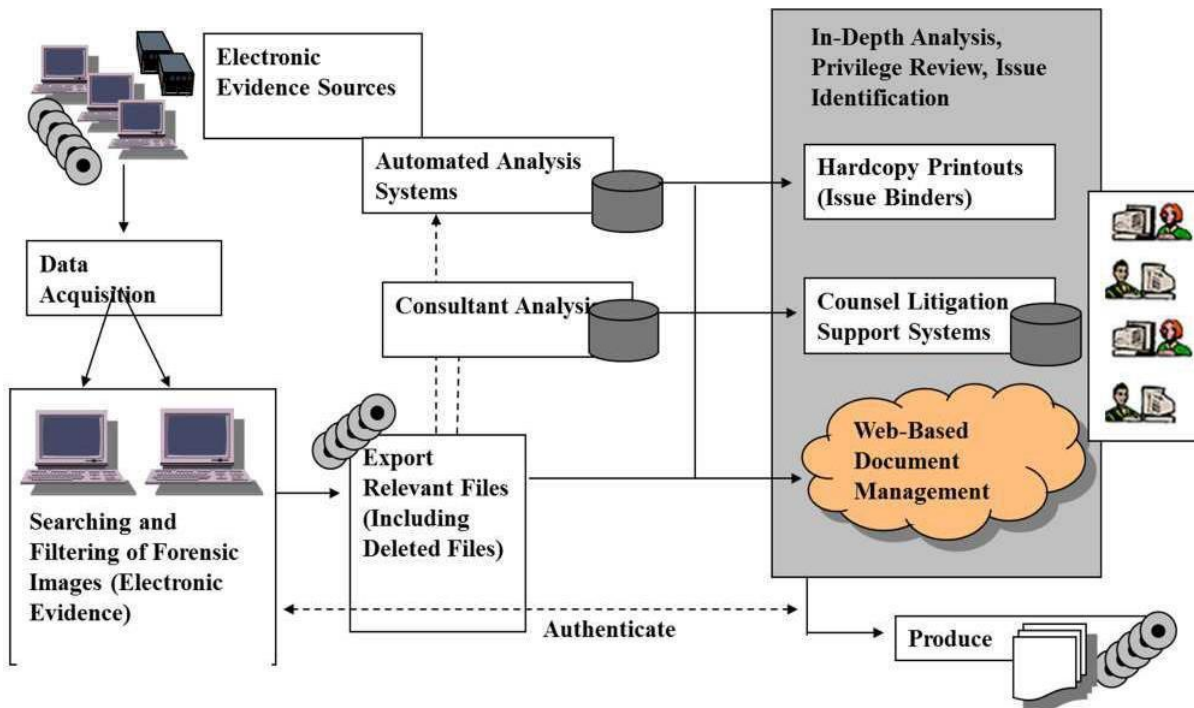 Electronic
Evidence Sources
In-Depth Analysis,
Privilege Review, Issue
Identification
Automated Analysis
Systems
Hardcopy Printouts
(Issue Binders)
Data
Acquisition
Consultant Analysis
Counsel Litigation
Support Systems
Web-Based
Document
Management
Export
Relevant Files
(Including
Deleted Files)
Searching and
Filtering of Forensic
Images (Electronic
Evidence)
Authenticate
Produce